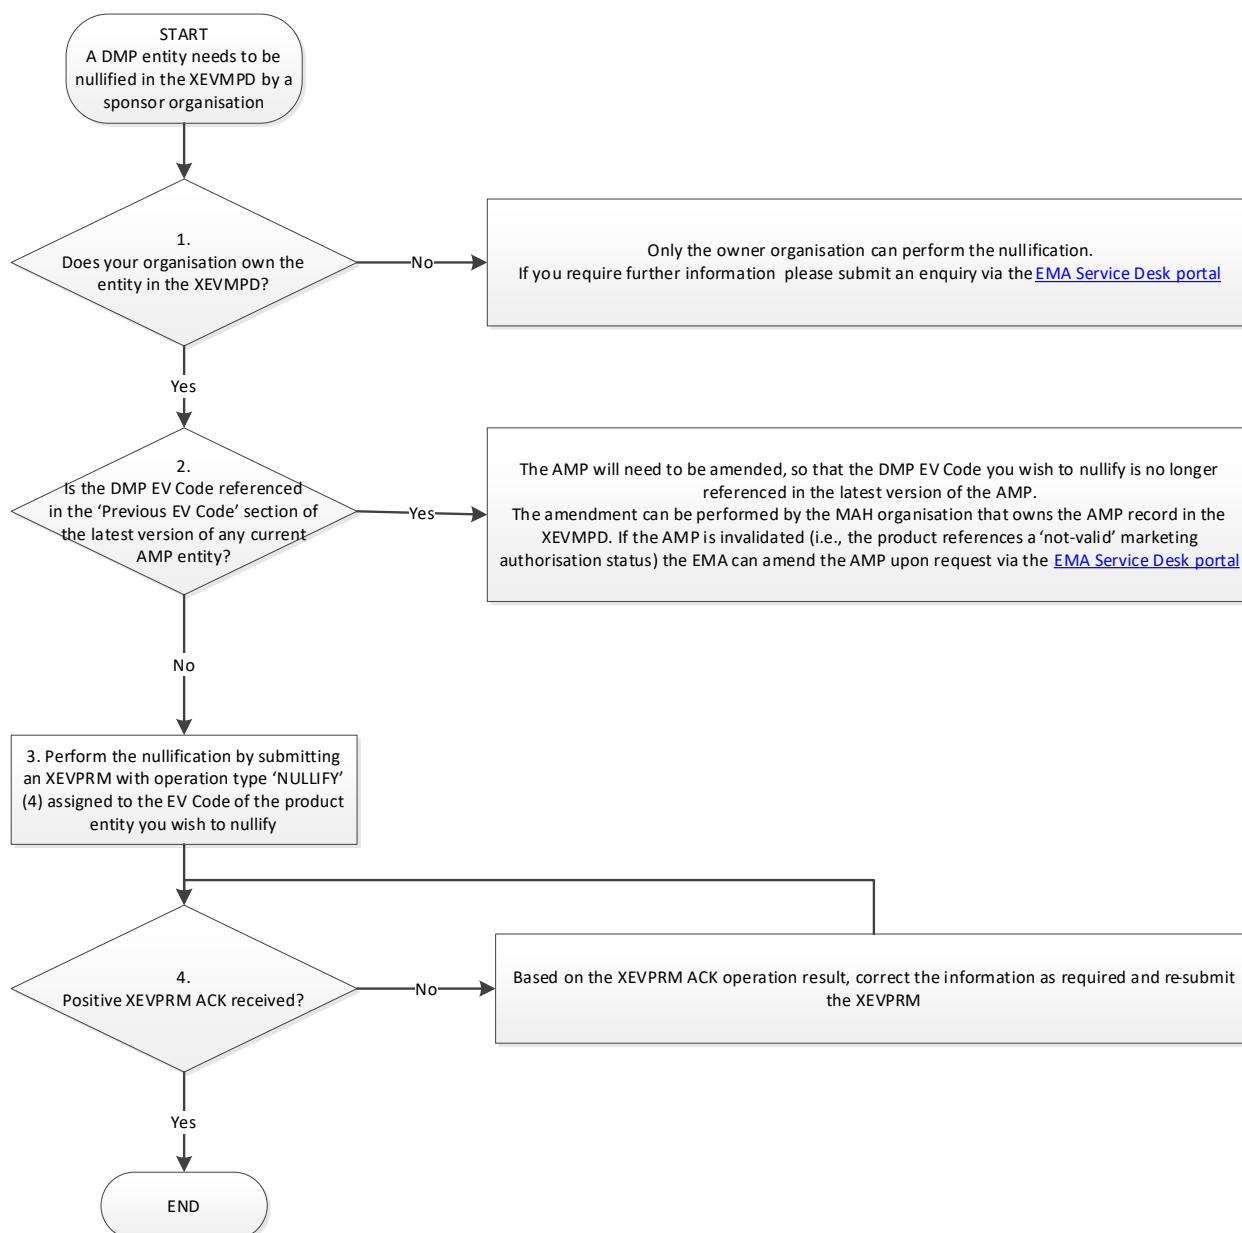 START
A DMP entity needs to be
nullified in the XEVMPD by a
sponsor organisation
1.
Does your organisation own the
entity in the XEVMPD?
No
Only the owner organisation can perform the nullification.
If you require further information please submit an enquiry via the EMA Service Desk portal
Yes
2.
Is the DMP EV Code referenced
in the ‘Previous EV Code’ section of
the latest version of any current
AMP entity?
Yes
The AMP will need to be amended, so that the DMP EV Code you wish to nullify is no longer
referenced in the latest version of the AMP.
The amendment can be performed by the MAH organisation that owns the AMP record in the
XEVMPD. If the AMP is invalidated (i.e., the product references a ‘not-valid’ marketing
authorisation status) the EMA can amend the AMP upon request via the EMA Service Desk portal
No
3. Perform the nullification by submitting
an XEVPRM with operation type ‘NULLIFY’
(4) assigned to the EV Code of the product
entity you wish to nullify
4.
Positive XEVPRM ACK received?
No
Based on the XEVPRM ACK operation result, correct the information as required and re-submit
the XEVPRM
Yes
END